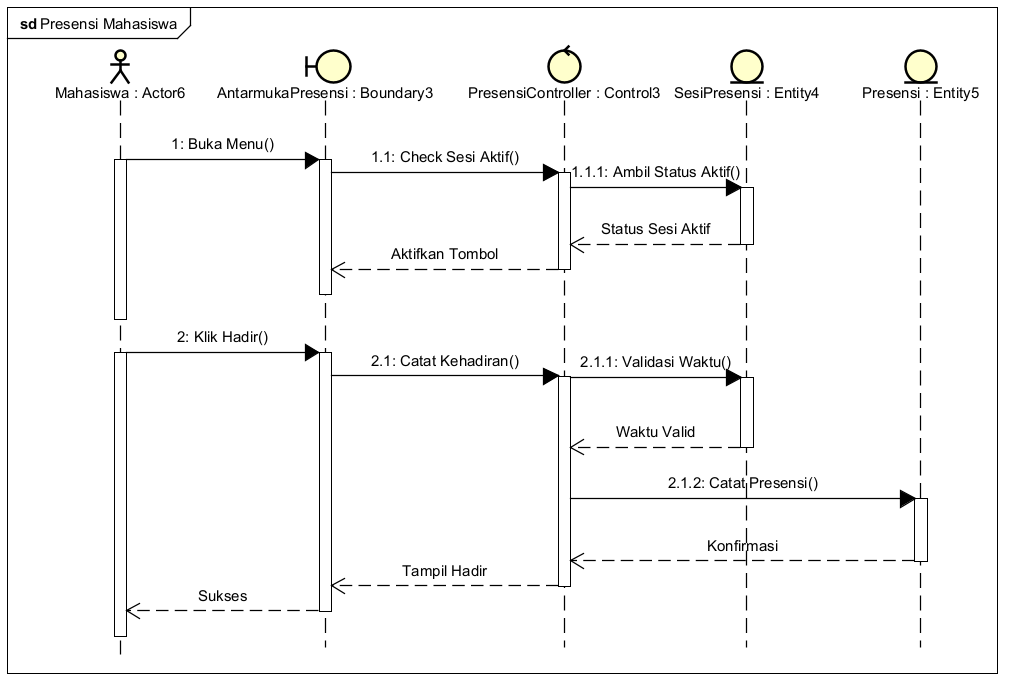 sd Presensi Mahasiswa
Mahasiswa : Actor6
AntarmukaPresensi : Boundary3
PresensiController : Control3
SesiPresensi : Entity4
Presensi : Entity5
1: Buka Menu()
1.1: Check Sesi Aktif()
1.1.1: Ambil Status Aktif()
Status Sesi Aktif
Aktifkan Tombol
2: Klik Hadir()
2.1: Catat Kehadiran()
2.1.1: Validasi Waktu()
Waktu Valid
2.1.2: Catat Presensi()
Konfirmasi
Tampil Hadir
Sukses